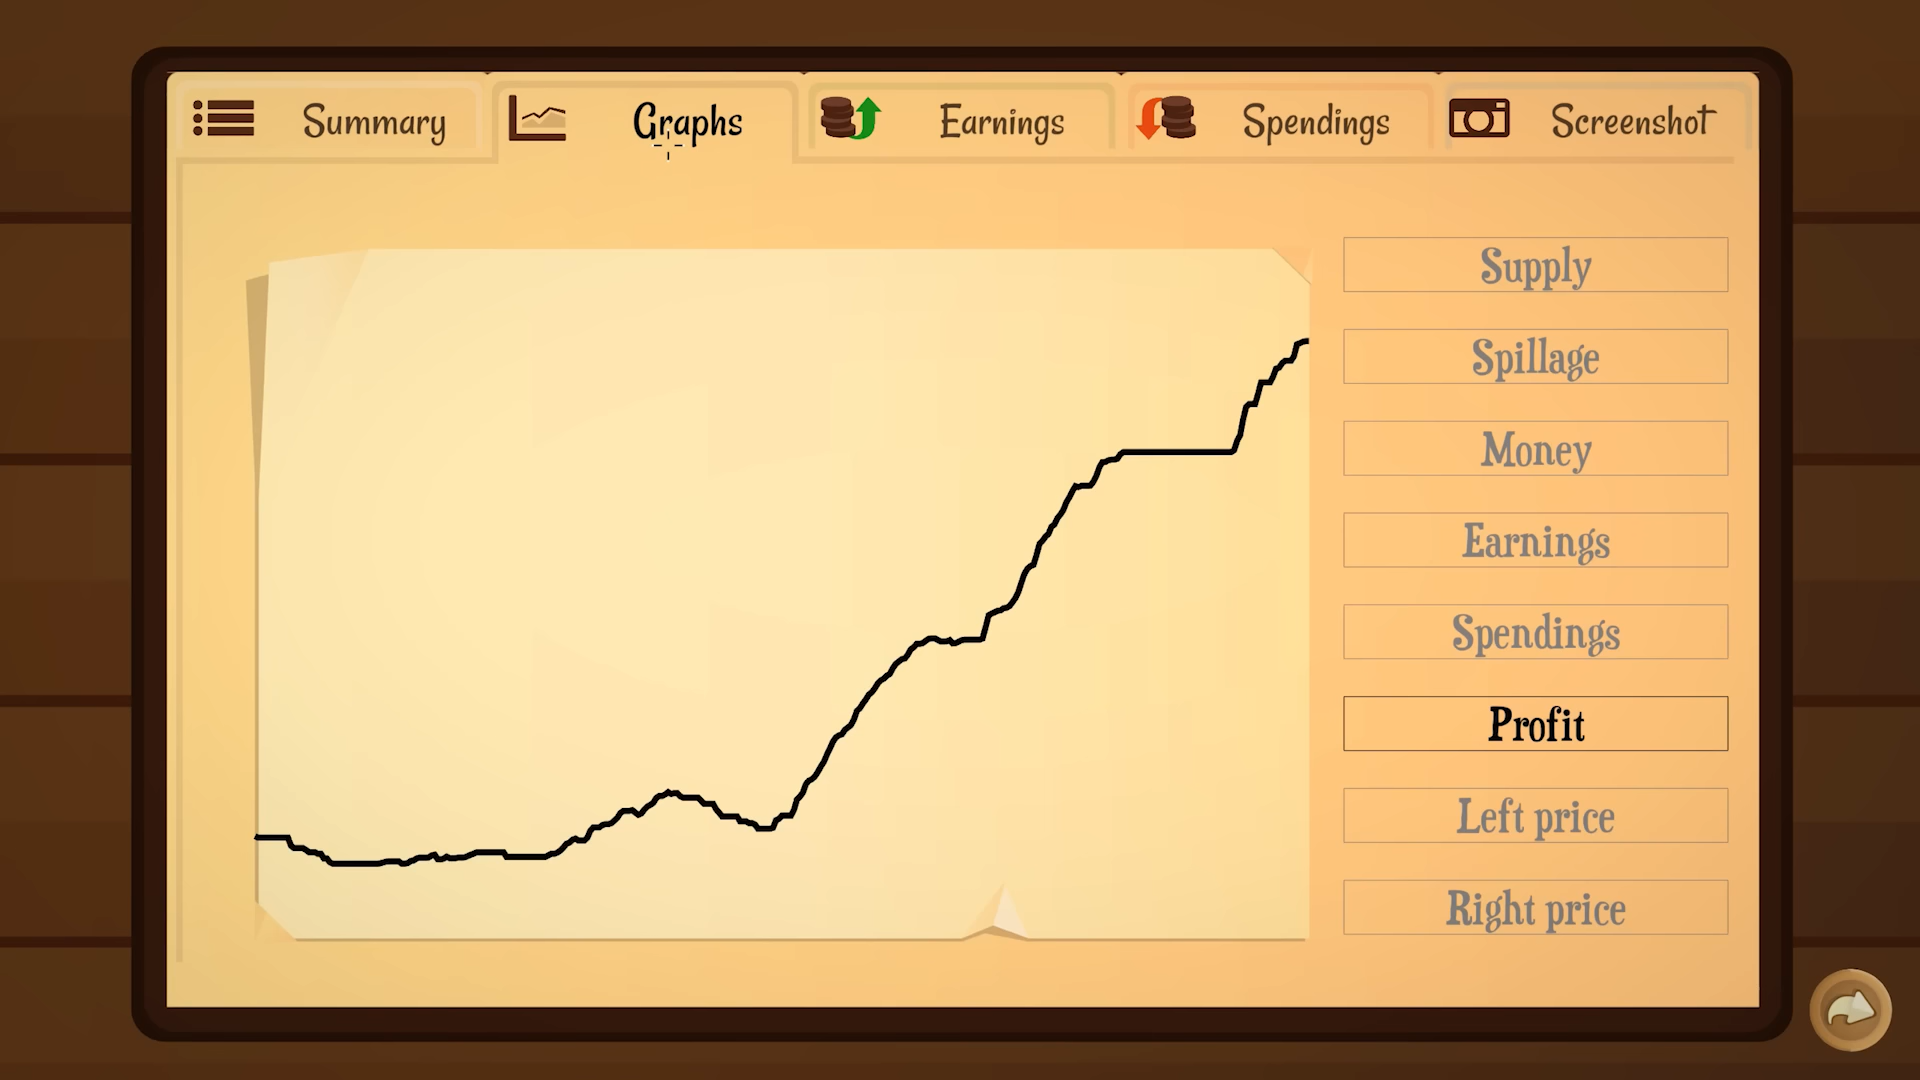 Summary
Graphs
Earnings
Spendings
Screenshot
Supply
Spillage
Money
Earnings
Spendings
Profit
Left price
Right price